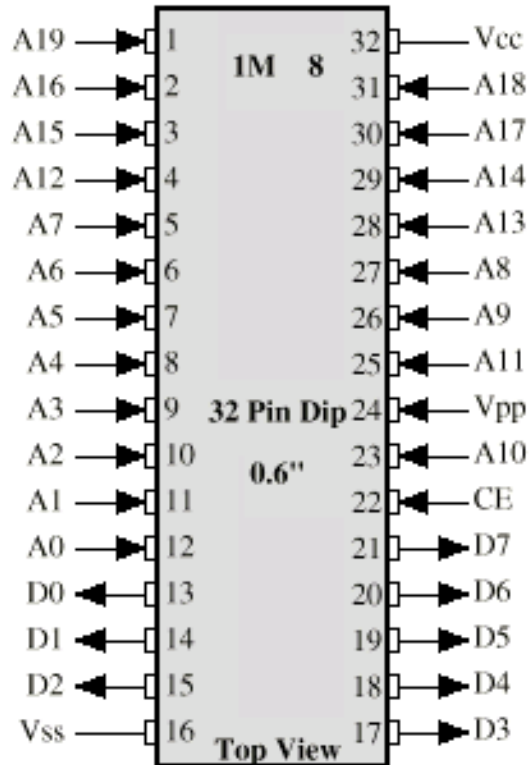 A19 1 1M 8 32 Vcc
A16 2 31 A18
A15 3 30 A17
A12 4 29 A14
A7 5 28 A13
A6 6 27 A8
A5 7 26 A9
A4 8 25 A11
A3 9 32 Pin Dip 24 Vpp
A2 10 0.6" 23 A10
A1 11 22 CE
A0 12 21 D7
D0 13 20 D6
D1 14 19 D5
D2 15 18 D4
Vss 16 17 D3
Top View